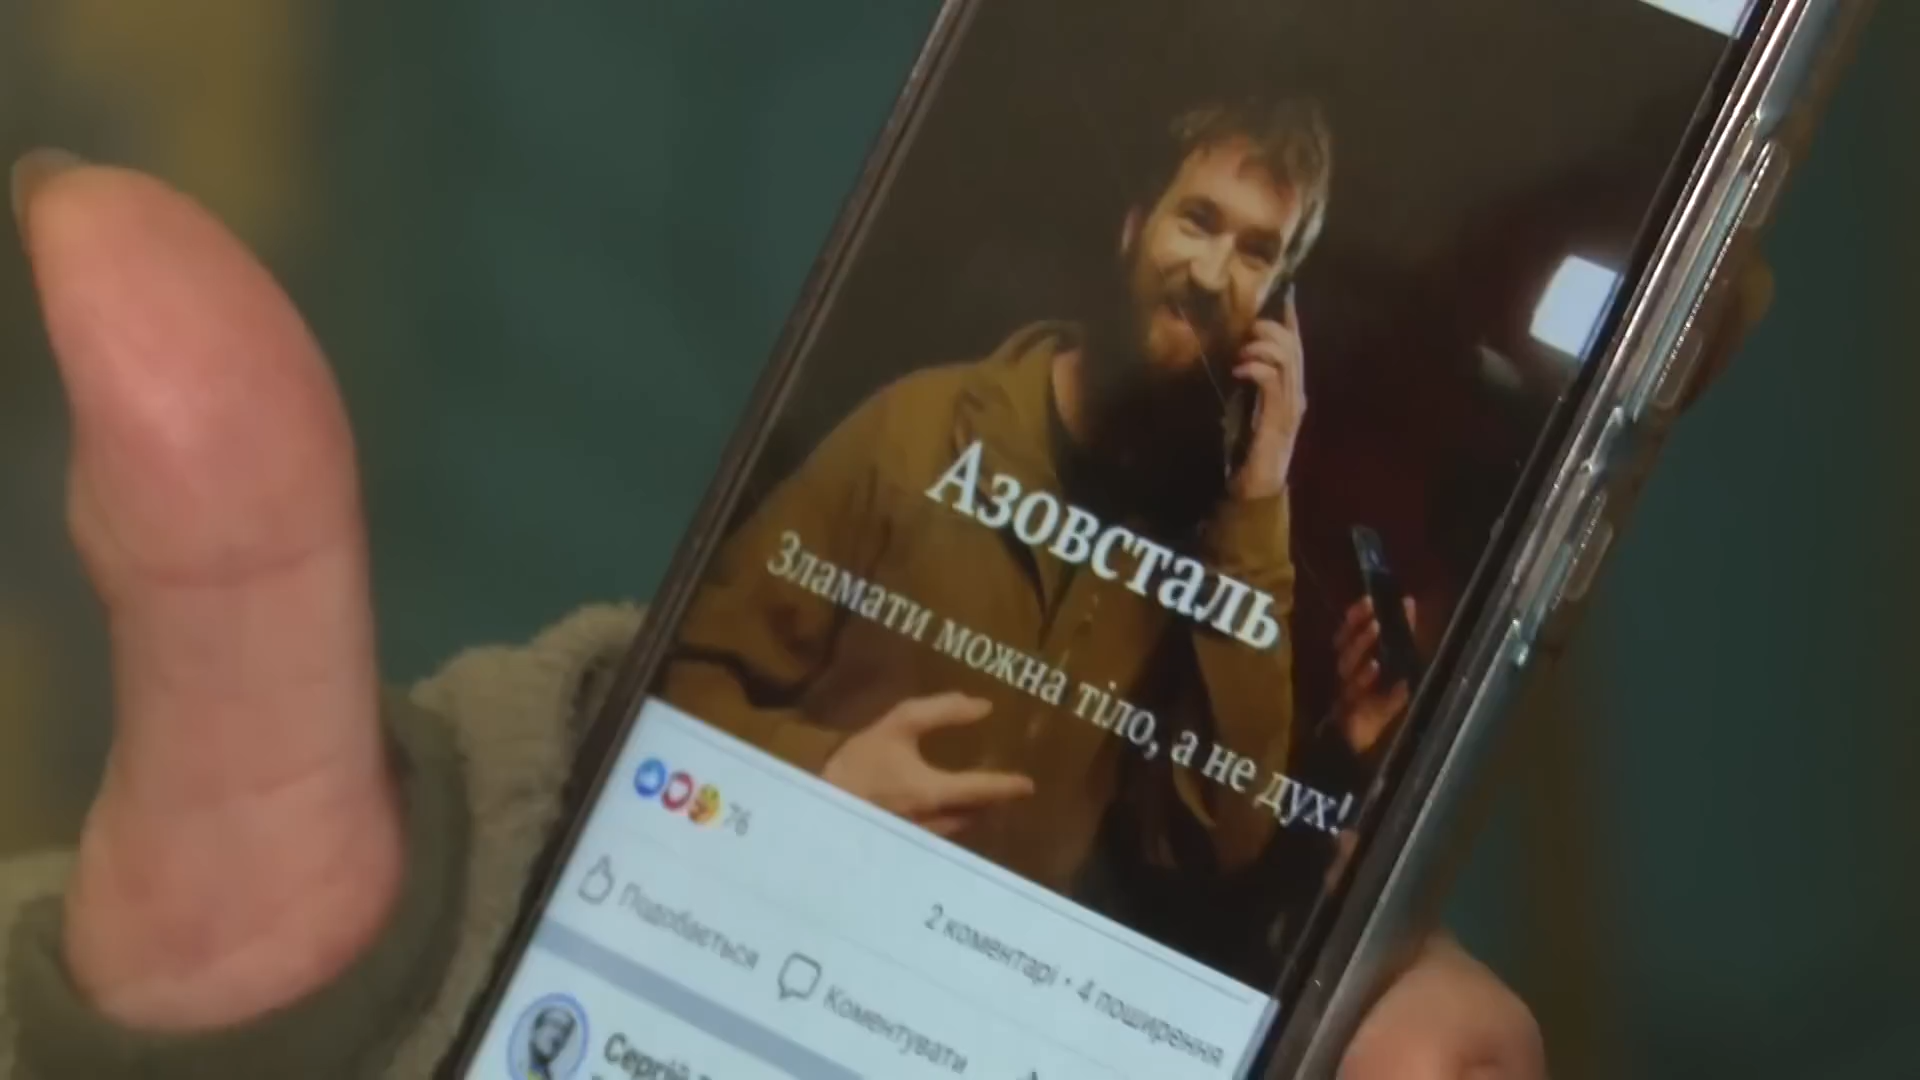 Азовсталь
Зламати можна тіло, а не дух!
76
2 коментарі · 4 поширення
Подобається
Коментувати
Сергій